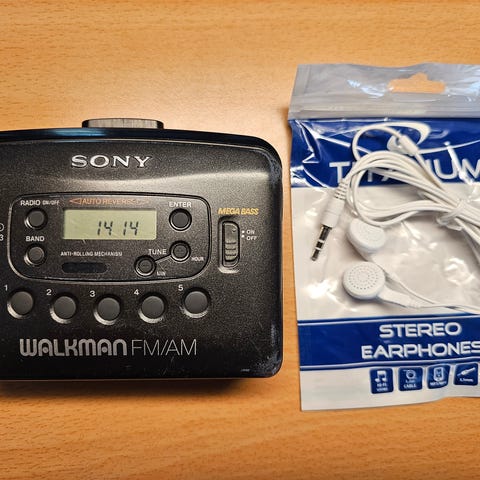 SONY
RADIO ON/OFF
AUTO REVERSE
ENTER
MEGA BASS
14 14
ON
OFF
BAND
TUNE
HOUR
ANTI-ROLLING MECHANISM
MIN
1 2 3 4 5
WALKMAN FM/AM
STEREO
EARPHONES